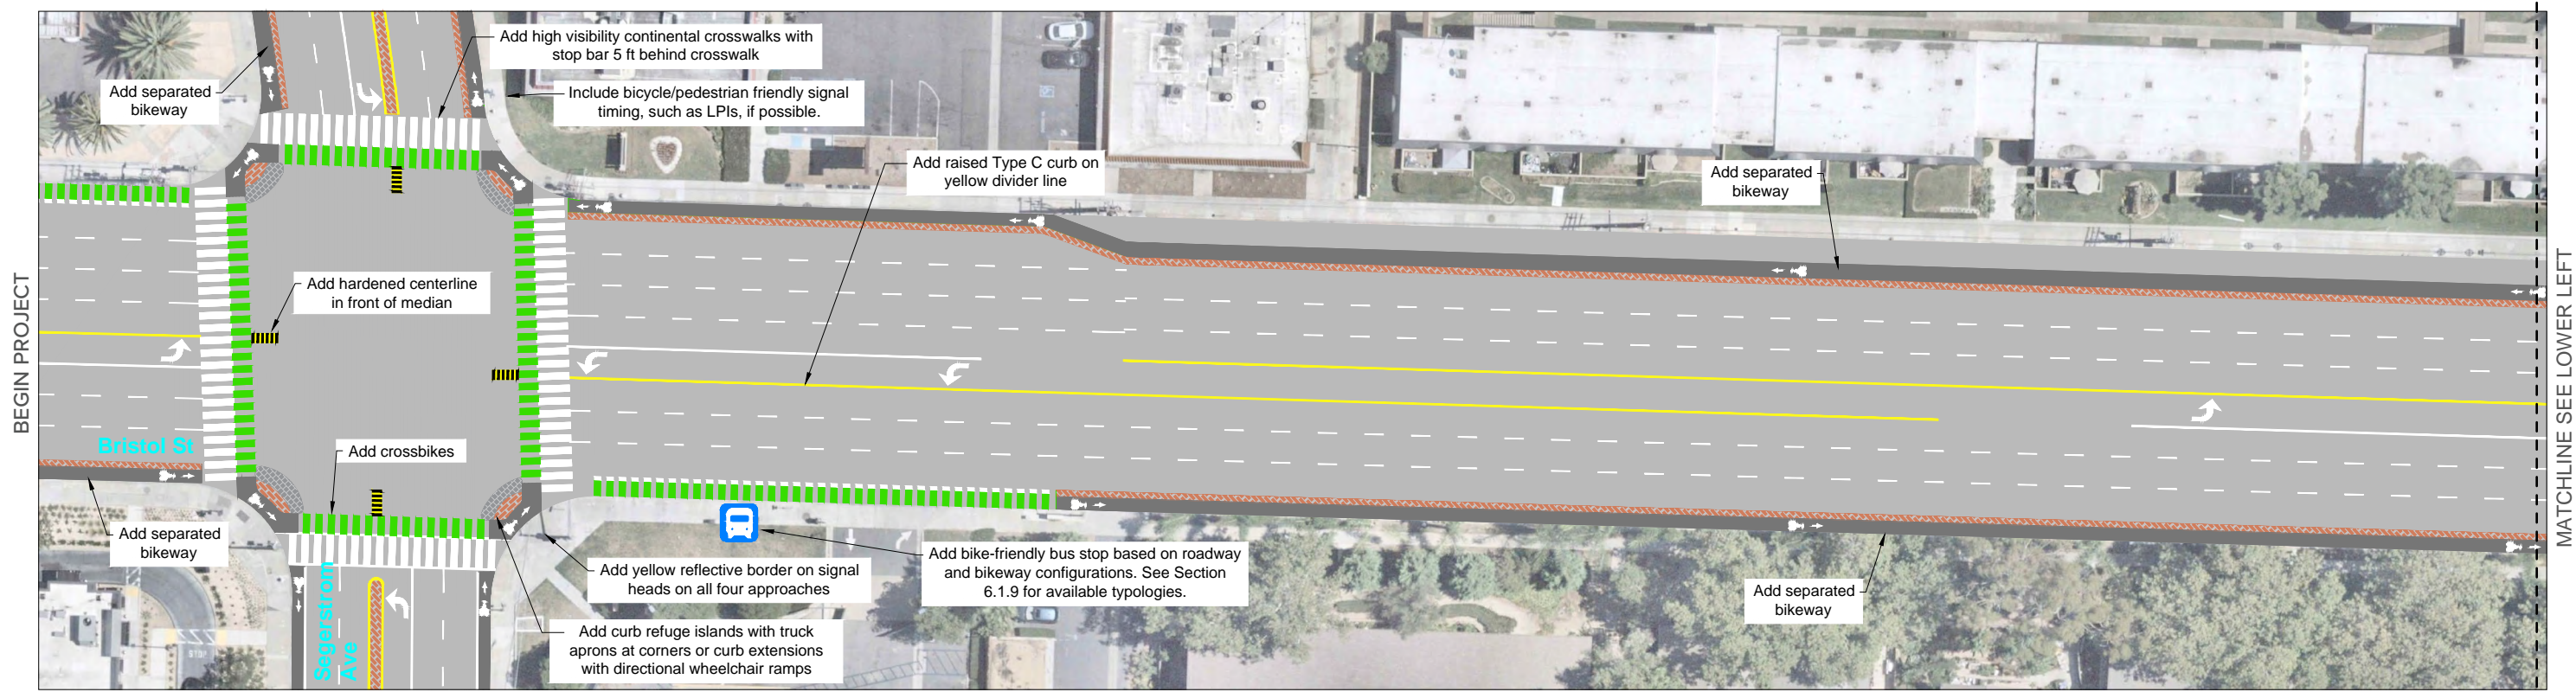 Add high visibility continental crosswalks with
stop bar 5 ft behind crosswalk
Add separated
bikeway
Include bicycle/pedestrian friendly signal
timing, such as LPIs, if possible.
Add raised Type C curb on
yellow divider line
Add separated
bikeway
BEGIN PROJECT
Add hardened centerline
in front of median
MATCHLINE SEE LOWER LEFT
Bristol St
Add crossbikes
Add separated
bikeway
Add yellow reflective border on signal
heads on all four approaches
Add bike-friendly bus stop based on roadway
and bikeway configurations. See Section
6.1.9 for available typologies.
Add separated
bikeway
Segerstrom
Ave
Add curb refuge islands with truck
aprons at corners or curb extensions
with directional wheelchair ramps